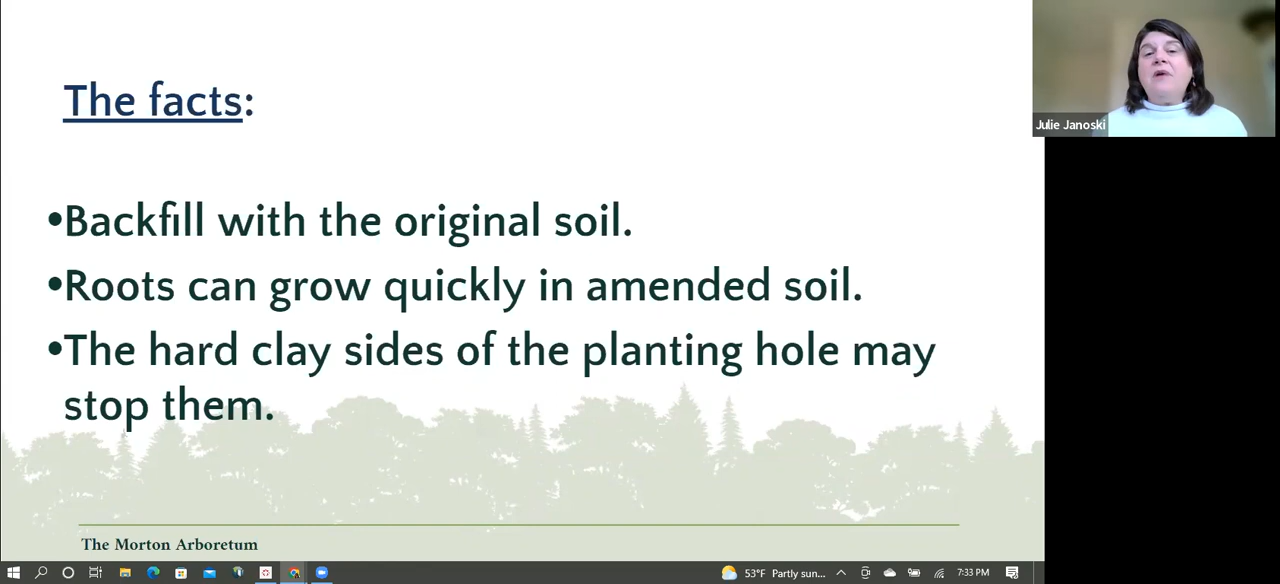 The facts:
•Backfill with the original soil.
•Roots can grow quickly in amended soil.
•The hard clay sides of the planting hole may
stop them.
The Morton Arboretum
Julie Janoski
53°F Partly sun... 7:33 PM